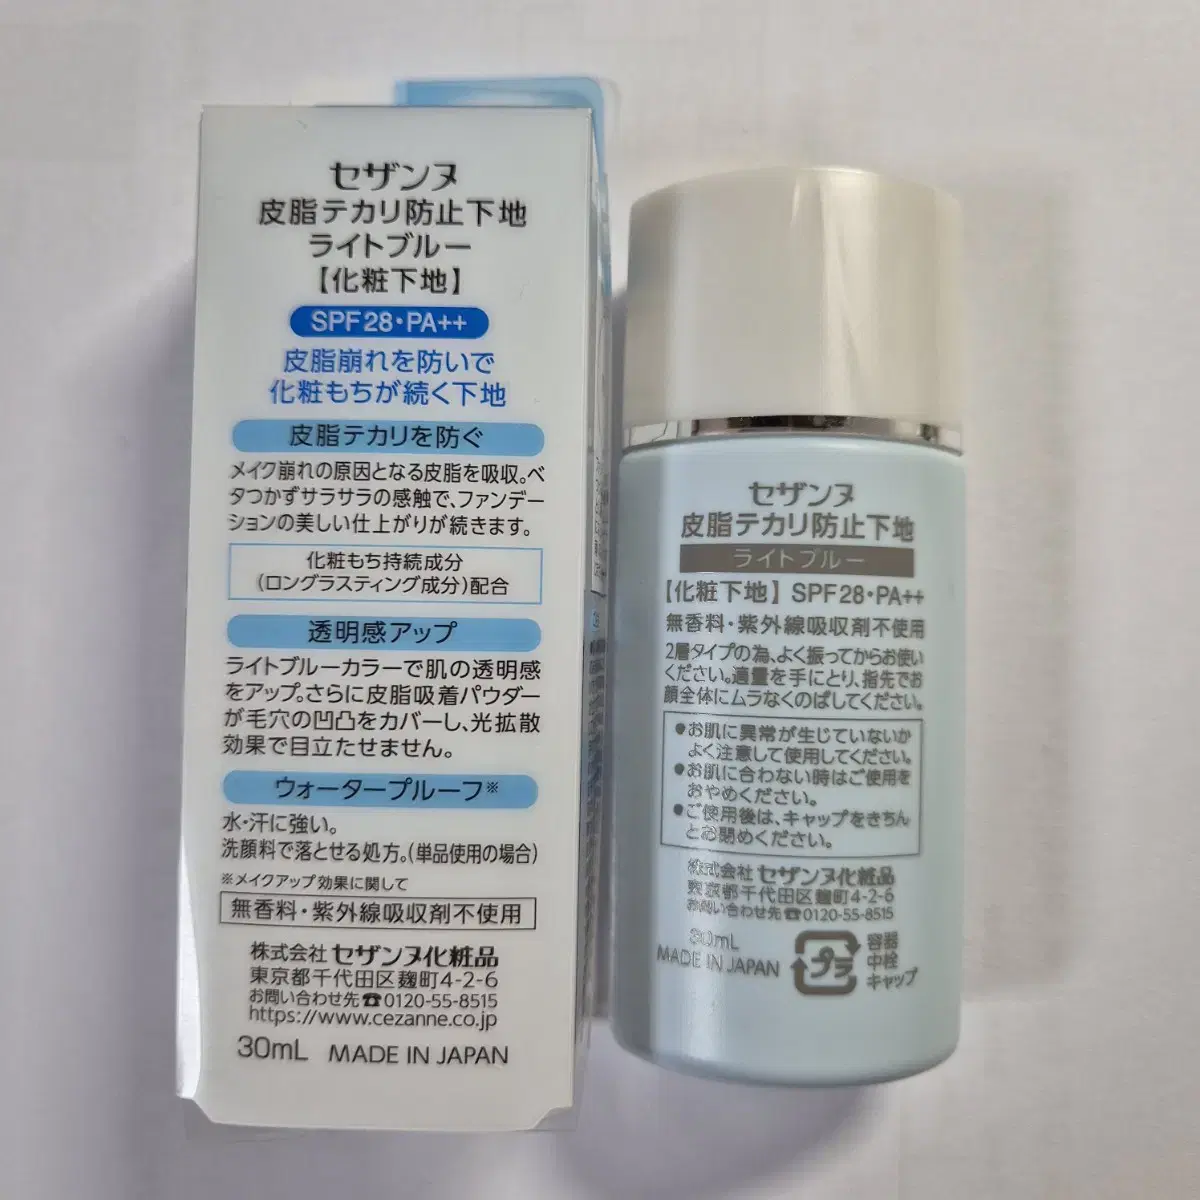 セザンヌ
皮脂テカリ防止下地
ライトブルー
【化粧下地】
SPF28・PA++
皮脂崩れを防いで
化粧もちが続く下地
皮脂テカリを防ぐ
メイク崩れの原因となる皮脂を吸収。ベ
タつかずサラサラの感触で、ファンデー
ションの美しい仕上がりが続きます。
化粧もち持続成分
（ロングラスティング成分）配合
透明感アップ
ライトブルーカラーで肌の透明感
をアップ。さらに皮脂吸着パウダー
が毛穴の凹凸をカバーし、光拡散
効果で目立たせません。
ウォータープルーフ※
水・汗に強い。
洗顔料で落とせる処方。（単品使用の場合）
※メイクアップ効果に関して
無香料・紫外線吸収剤不使用
株式会社 セザンヌ化粧品
東京都千代田区麹町4-2-6
お問い合わせ先☎0120-55-8515
https://www.cezanne.co.jp
30mL MADE IN JAPAN
セザンヌ
皮脂テカリ防止下地
ライトブルー
【化粧下地】 SPF28・PA++
無香料・紫外線吸収剤不使用
2層タイプの為、よく振ってからお使い
ください。適量を手にとり、指先でお
顔全体にムラなくのばしてください。
●お肌に異常が生じていないか
よく注意して使用してください。
●お肌に合わない時はご使用を
おやめください。
●ご使用後は、キャップをきちん
とお閉めください。
株式会社 セザンヌ化粧品
東京都千代田区麹町4-2-6
お問い合わせ先☎0120-55-8515
30mL
MADE IN JAPAN
プラ
容器
中栓
キャップ